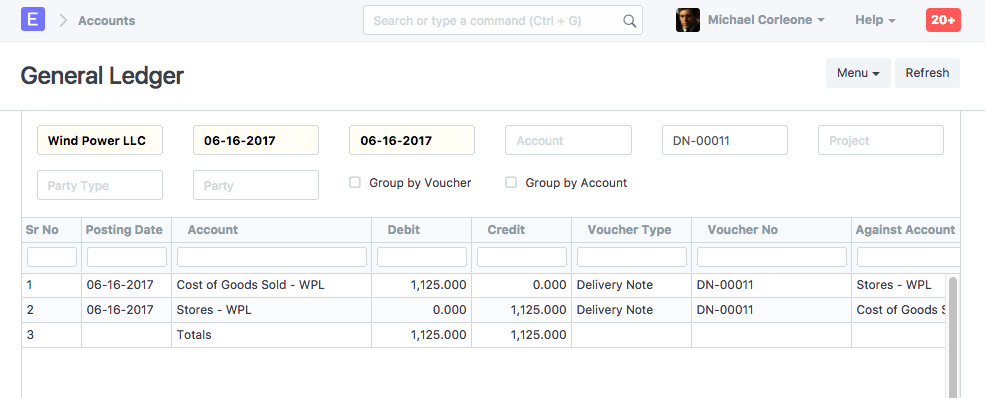 E Accounts Search or type a command (Ctrl + G) Michael Corleone Help 20+
General Ledger Menu Refresh
Wind Power LLC 06-16-2017 06-16-2017 Account DN-00011 Project
Party Type Party Group by Voucher Group by Account
Sr No Posting Date Account Debit Credit Voucher Type Voucher No Against Account
1 06-16-2017 Cost of Goods Sold - WPL 1,125.000 0.000 Delivery Note DN-00011 Stores - WPL
2 06-16-2017 Stores - WPL 0.000 1,125.000 Delivery Note DN-00011 Cost of Goods S
3 Totals 1,125.000 1,125.000